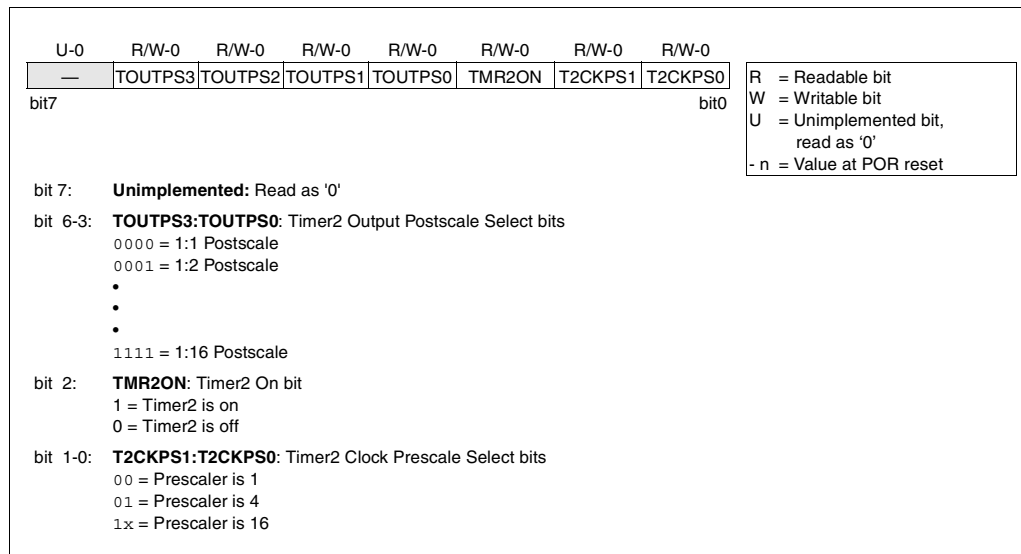 U-0 R/W-0 R/W-0 R/W-0 R/W-0 R/W-0 R/W-0 R/W-0
— TOUTPS3 TOUTPS2 TOUTPS1 TOUTPS0 TMR2ON T2CKPS1 T2CKPS0
bit7 bit0
R = Readable bit
W = Writable bit
U = Unimplemented bit,
read as ‘0’
- n = Value at POR reset
bit 7: Unimplemented: Read as '0'
bit 6-3: TOUTPS3:TOUTPS0: Timer2 Output Postscale Select bits
0000 = 1:1 Postscale
0001 = 1:2 Postscale
•
•
•
1111 = 1:16 Postscale
bit 2: TMR2ON: Timer2 On bit
1 = Timer2 is on
0 = Timer2 is off
bit 1-0: T2CKPS1:T2CKPS0: Timer2 Clock Prescale Select bits
00 = Prescaler is 1
01 = Prescaler is 4
1x = Prescaler is 16